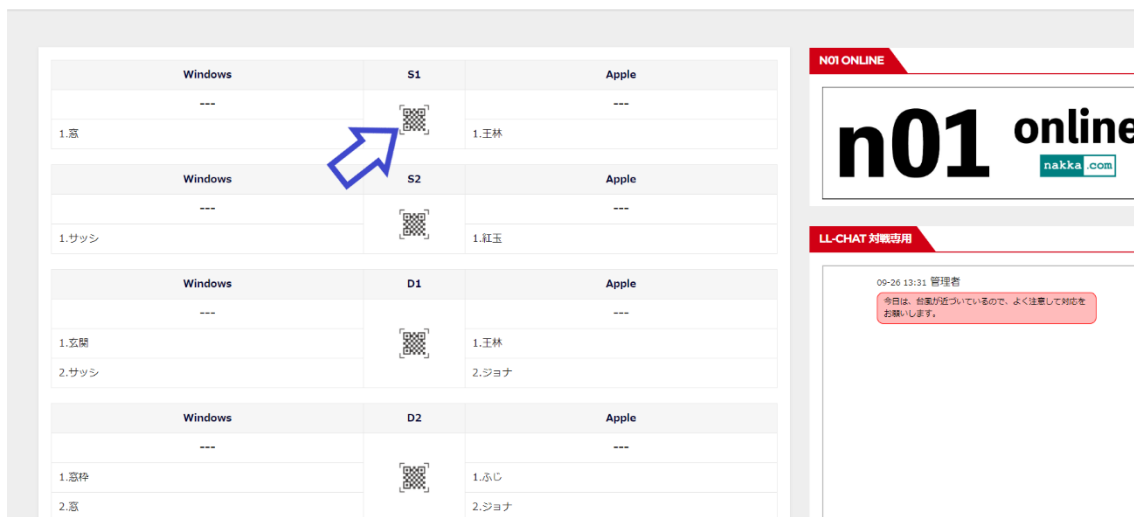 Windows S1 Apple
--- ---
1.窓 1.王林
Windows S2 Apple
--- ---
1.サッシ 1.紅玉
Windows D1 Apple
--- ---
1.玄関 1.王林
2.サッシ 2.ジョナ
Windows D2 Apple
--- ---
1.窓枠 1.ふじ
2.窓 2.ジョナ
N01 ONLINE
n01 online
nakka.com
LL-CHAT 対戦専用
09-26 13:31 管理者
今日は、台風が近づいているので、よく注意して対応を
お願いします。